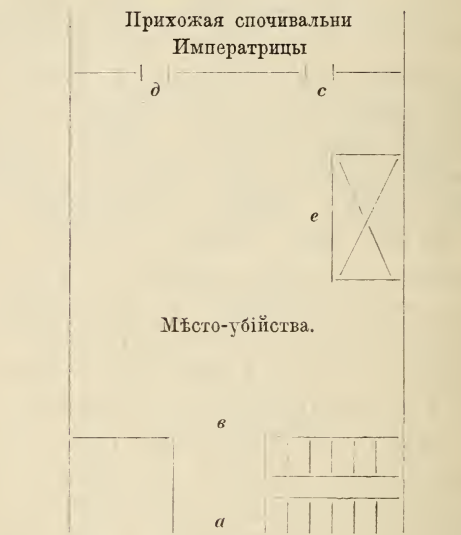 Прихожая спочивальни
Императрицы
д с
е
Мѣсто-убійства.
в
а